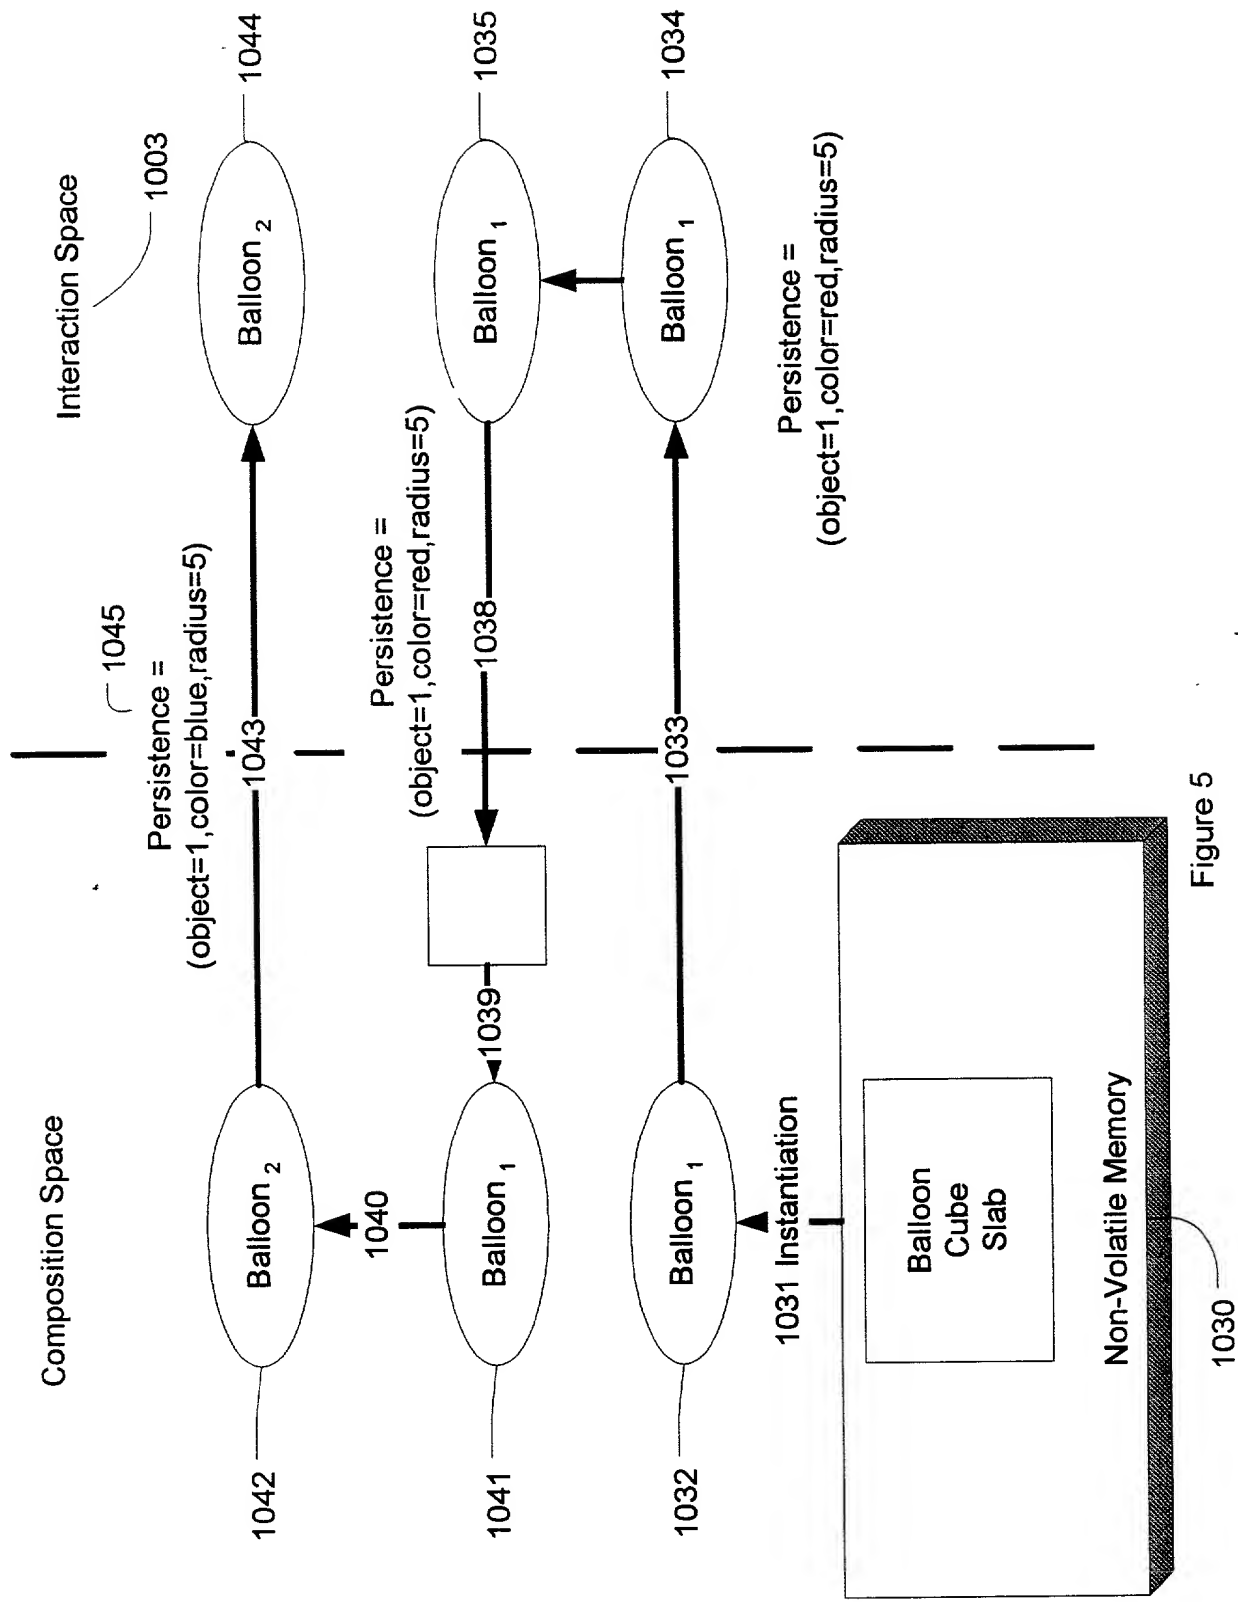 Composition Space
Interaction Space
1003
1045
Persistence =
(object=1,color=blue,radius=5)
1042
Balloon 2
1043
Balloon 2
1044
1040
Persistence =
(object=1,color=red,radius=5)
1041
Balloon 1
1039
1038
Balloon 1
1035
1032
Balloon 1
1033
Balloon 1
1034
1031 Instantiation
Persistence =
(object=1,color=red,radius=5)
Balloon
Cube
Slab
Non-Volatile Memory
1030
Figure 5